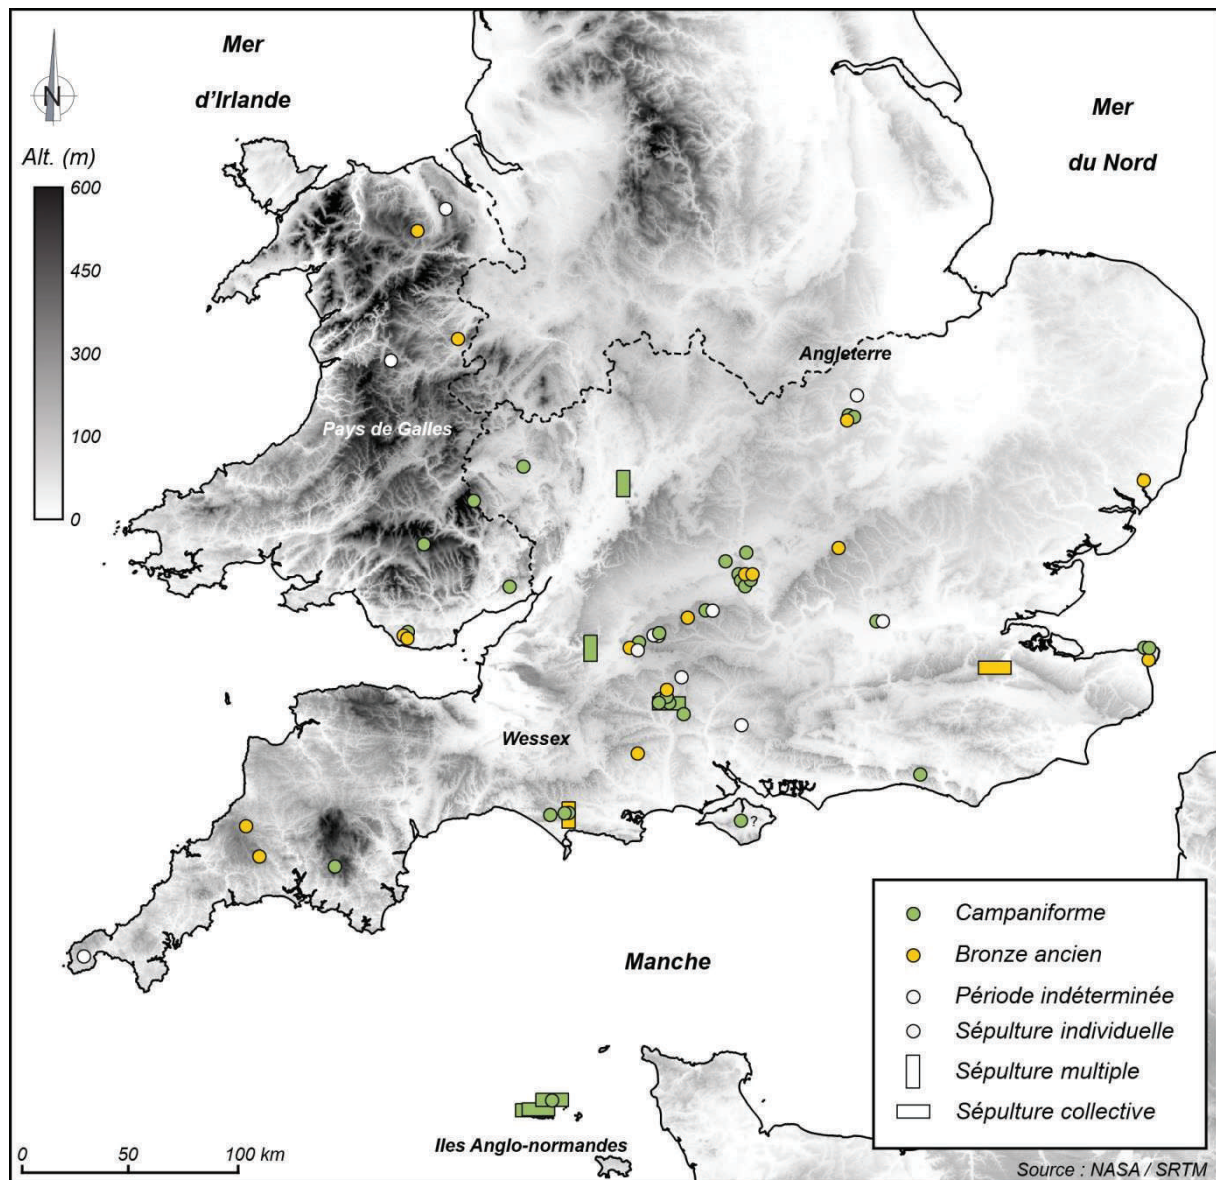 Mer
d'Irlande
N
Alt. (m)
600
450
300
100
0
Mer
du Nord
Angleterre
Pays de Galles
Wessex
?
Manche
Iles Anglo-normandes
Campaniforme
Bronze ancien
Période indéterminée
Sépulture individuelle
Sépulture multiple
Sépulture collective
0 50 100 km
Source : NASA / SRTM